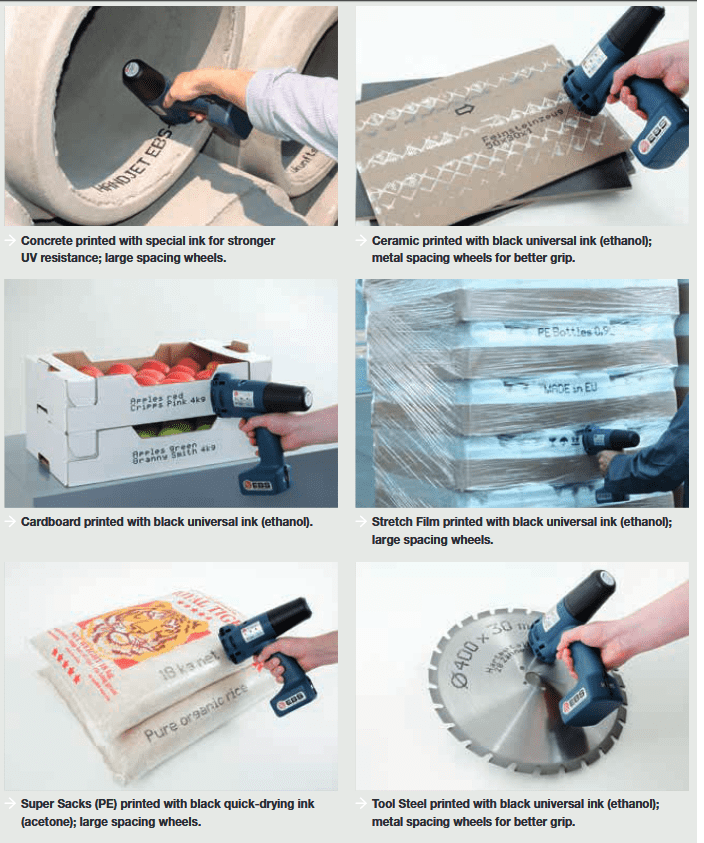 HANDJET EBS
→ Concrete printed with special ink for stronger
UV resistance; large spacing wheels.
Feinsteinzeug
EBS
→ Ceramic printed with black universal ink (ethanol);
metal spacing wheels for better grip.
Apples red
Cripps Pink 4kg
Apples green
Granny Smith 4kg
EBS
→ Cardboard printed with black universal ink (ethanol).
PE Bottles
MADE in EU
→ Stretch Film printed with black universal ink (ethanol);
large spacing wheels.
18 kg net
Pure organic rice
EBS
→ Super Sacks (PE) printed with black quick-drying ink
(acetone); large spacing wheels.
Ø 400 x 30
EBS
→ Tool Steel printed with black universal ink (ethanol);
metal spacing wheels for better grip.